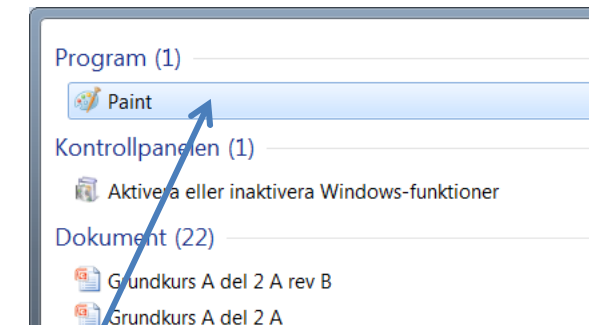 Program (1)
Paint
Kontrollpanelen (1)
Aktivera eller inaktivera Windows-funktioner
Dokument (22)
Grundkurs A del 2 A rev B
Grundkurs A del 2 A